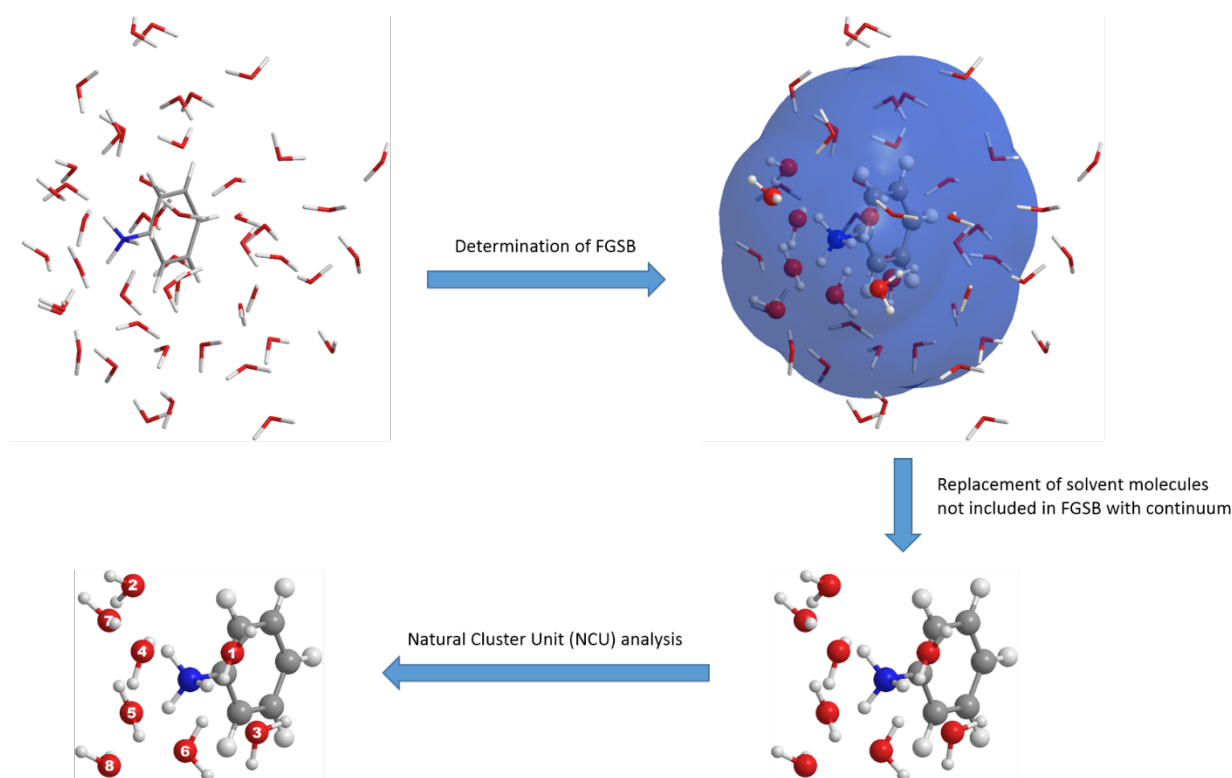 Determination of FGSB
Replacement of solvent molecules
not included in FGSB with continuum
Natural Cluster Unit (NCU) analysis
2
7
4
1
5
3
6
8